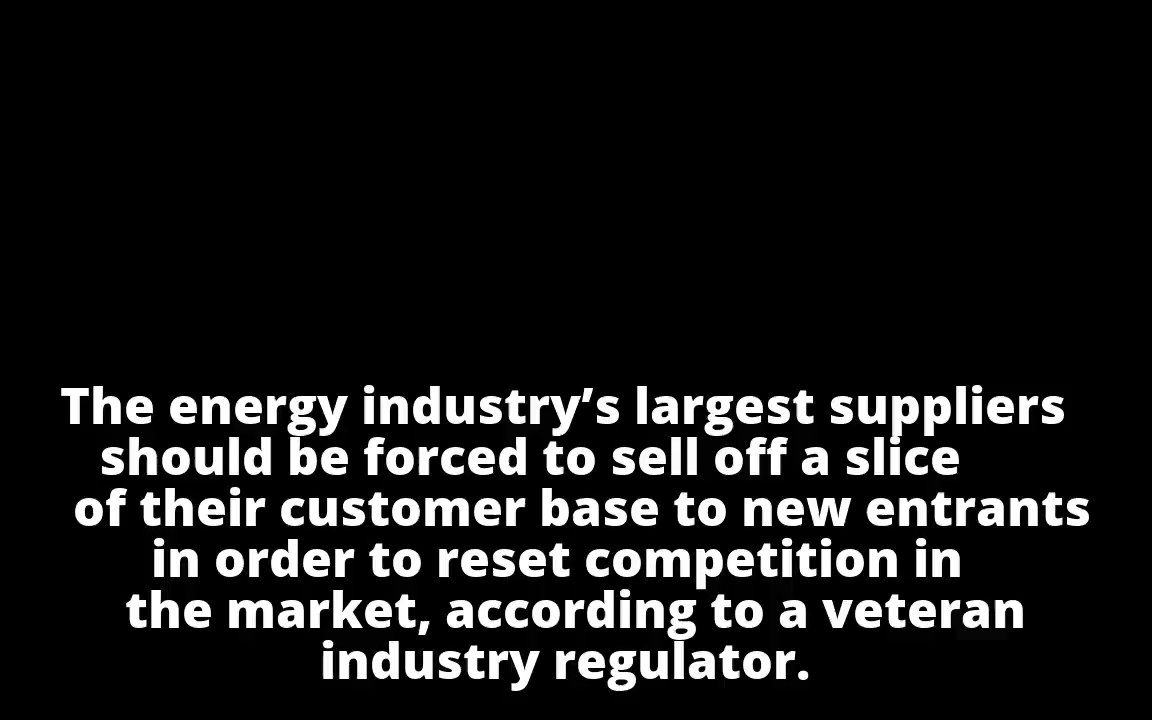 The energy industry’s largest suppliers
should be forced to sell off a slice
of their customer base to new entrants
in order to reset competition in
the market, according to a veteran
industry regulator.